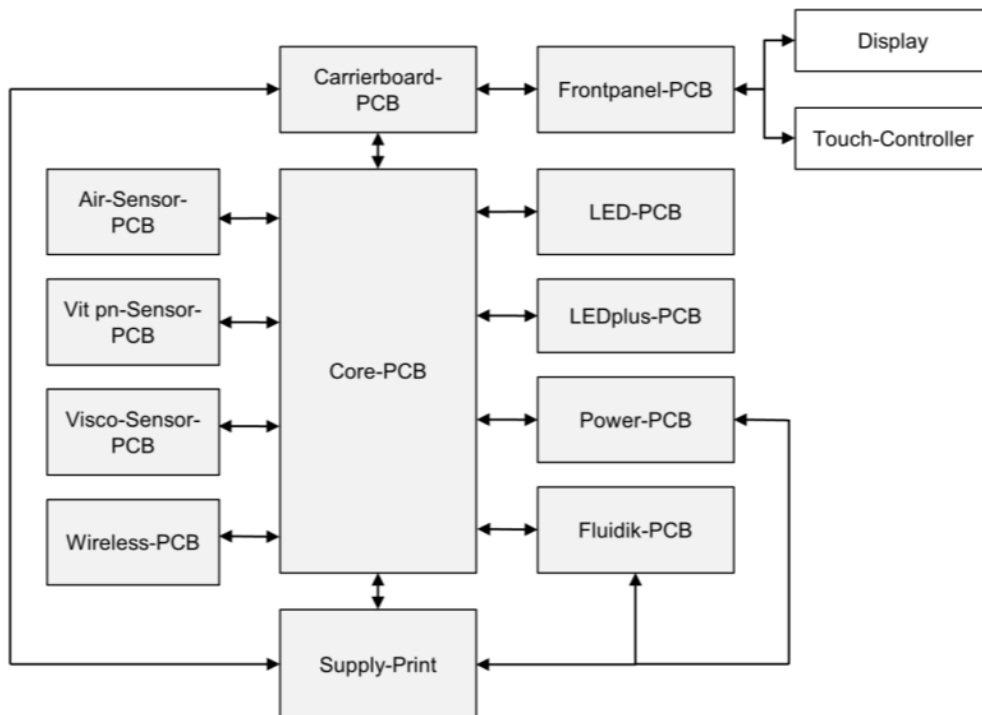 Carrierboard-
PCB
Frontpanel-PCB
Display
Touch-Controller
Air-Sensor-
PCB
LED-PCB
Vit pn-Sensor-
PCB
LEDplus-PCB
Core-PCB
Visco-Sensor-
PCB
Power-PCB
Wireless-PCB
Fluidik-PCB
Supply-Print